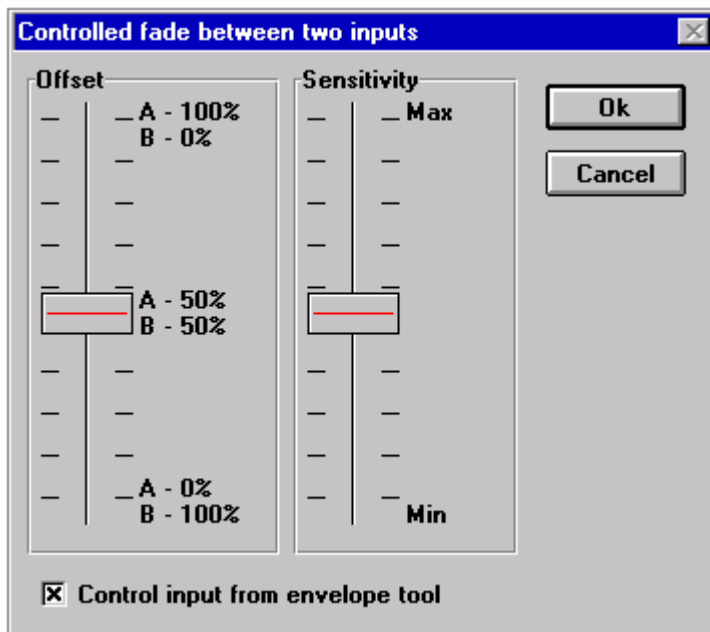 Controlled fade between two inputs
Offset
A - 100%
B - 0%
A - 50%
B - 50%
A - 0%
B - 100%
Sensitivity
Max
Min
Ok
Cancel
Control input from envelope tool